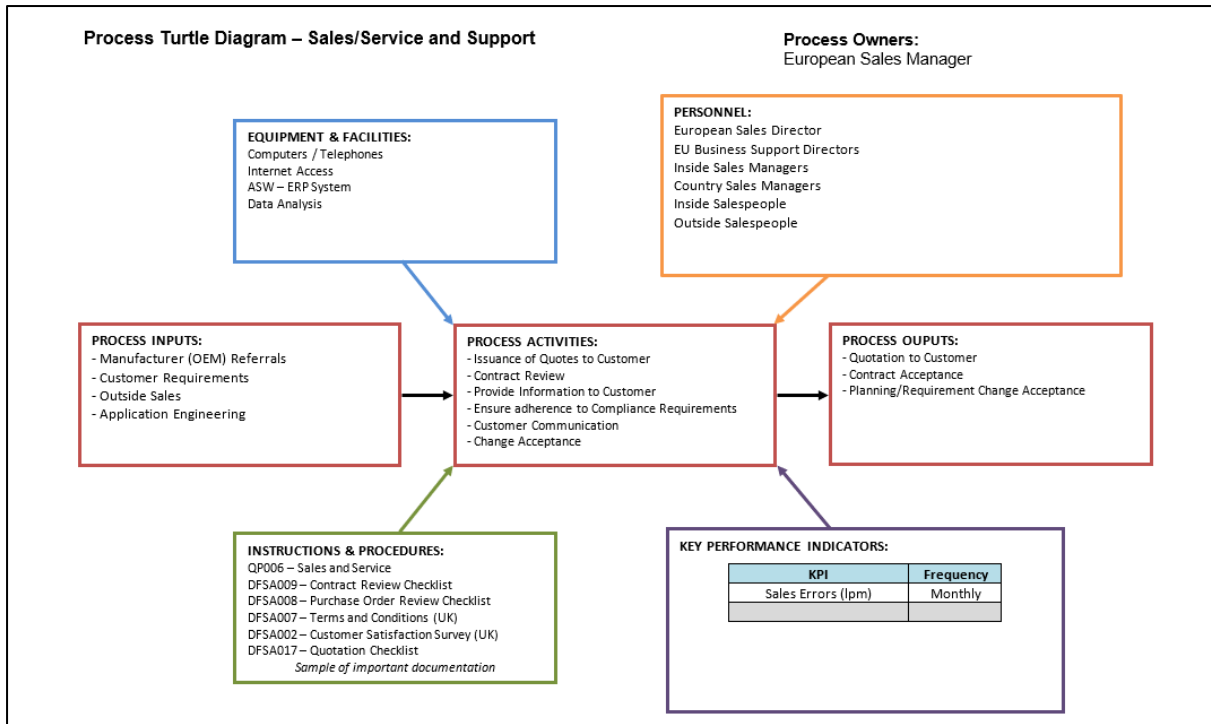 Process Turtle Diagram – Sales/Service and Support
Process Owners:
European Sales Manager
EQUIPMENT & FACILITIES:
Computers / Telephones
Internet Access
ASW – ERP System
Data Analysis
PERSONNEL:
European Sales Director
EU Business Support Directors
Inside Sales Managers
Country Sales Managers
Inside Salespeople
Outside Salespeople
PROCESS INPUTS:
- Manufacturer (OEM) Referrals
- Customer Requirements
- Outside Sales
- Application Engineering
PROCESS ACTIVITIES:
- Issuance of Quotes to Customer
- Contract Review
- Provide Information to Customer
- Ensure adherence to Compliance Requirements
- Customer Communication
- Change Acceptance
PROCESS OUPUTS:
- Quotation to Customer
- Contract Acceptance
- Planning/Requirement Change Acceptance
INSTRUCTIONS & PROCEDURES:
QP006 – Sales and Service
DFSA009 – Contract Review Checklist
DFSA008 – Purchase Order Review Checklist
DFSA007 – Terms and Conditions (UK)
DFSA002 – Customer Satisfaction Survey (UK)
DFSA017 – Quotation Checklist
Sample of important documentation
KEY PERFORMANCE INDICATORS:
KPI Frequency
Sales Errors (lpm) Monthly